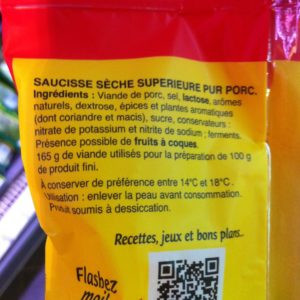 SAUCISSE SÈCHE SUPERIEURE PUR PORC.
Ingrédients : Viande de porc, sel, lactose, arômes
naturels, dextrose, épices et plantes aromatiques
(dont coriandre et macis), sucre, conservateurs :
nitrate de potassium et nitrite de sodium ; ferments.
Présence possible de fruits à coques.
165 g de viande utilisés pour la préparation de 100 g
de produit fini.
À conserver de préférence entre 14°C et 18°C.
Utilisation : enlever la peau avant consommation.
Produit soumis à dessiccation.
Recettes, jeux et bons plans..
Flashez
moi